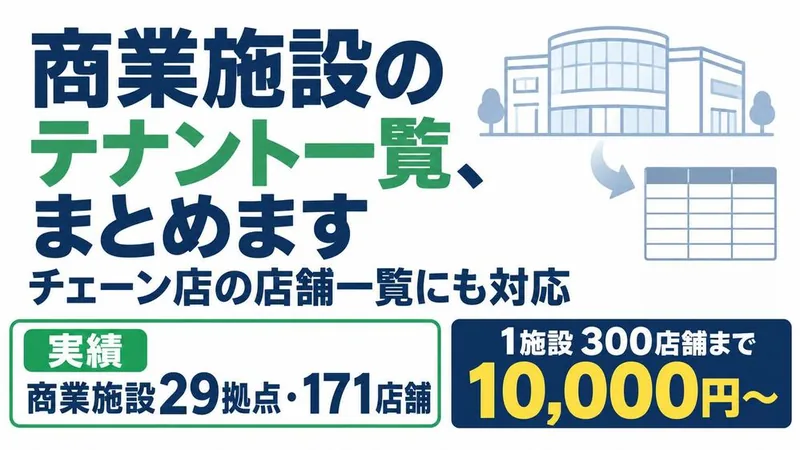 商業施設の
テナント一覧、
まとめます
チェーン店の店舗一覧にも対応
実績
商業施設29拠点・171店舗
1施設 300店舗まで
10,000円〜